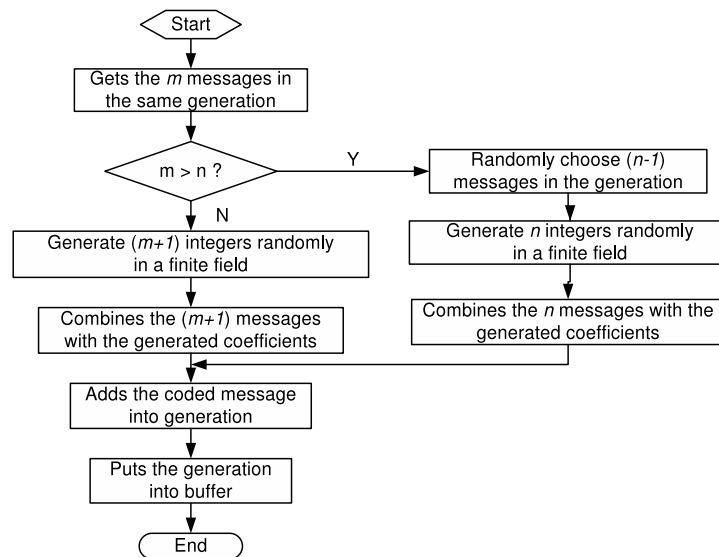 Start
Gets the m messages in
the same generation
m > n ?
Y
N
Randomly choose (n-1)
messages in the generation
Generate n integers randomly
in a finite field
Combines the n messages with the
generated coefficients
Generate (m+1) integers randomly
in a finite field
Combines the (m+1) messages
with the generated coefficients
Adds the coded message
into generation
Puts the generation
into buffer
End